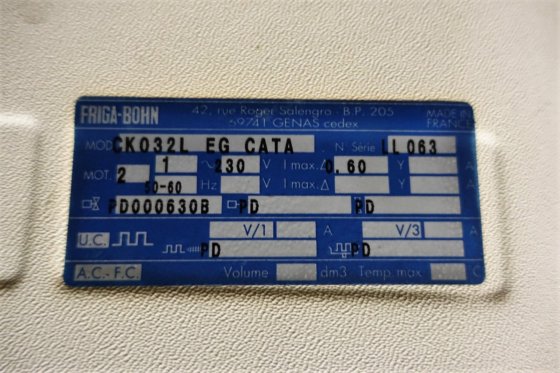 FRIGA-BOHN 42, rue Roger Salengro - B.P. 205 MADE IN
69741 GENAS cedex FRANCE
MOD CK032L EG CATA N. Série LL063
MOT. 2 1 ~ 230 V I max. Δ 0.60 Y A
50-60 Hz V I max. Δ Y A
PD000630B PD PD
U.C. V/1 A V/3 A
PD PD
A.C.-F.C. Volume dm3 - Temp. max. C